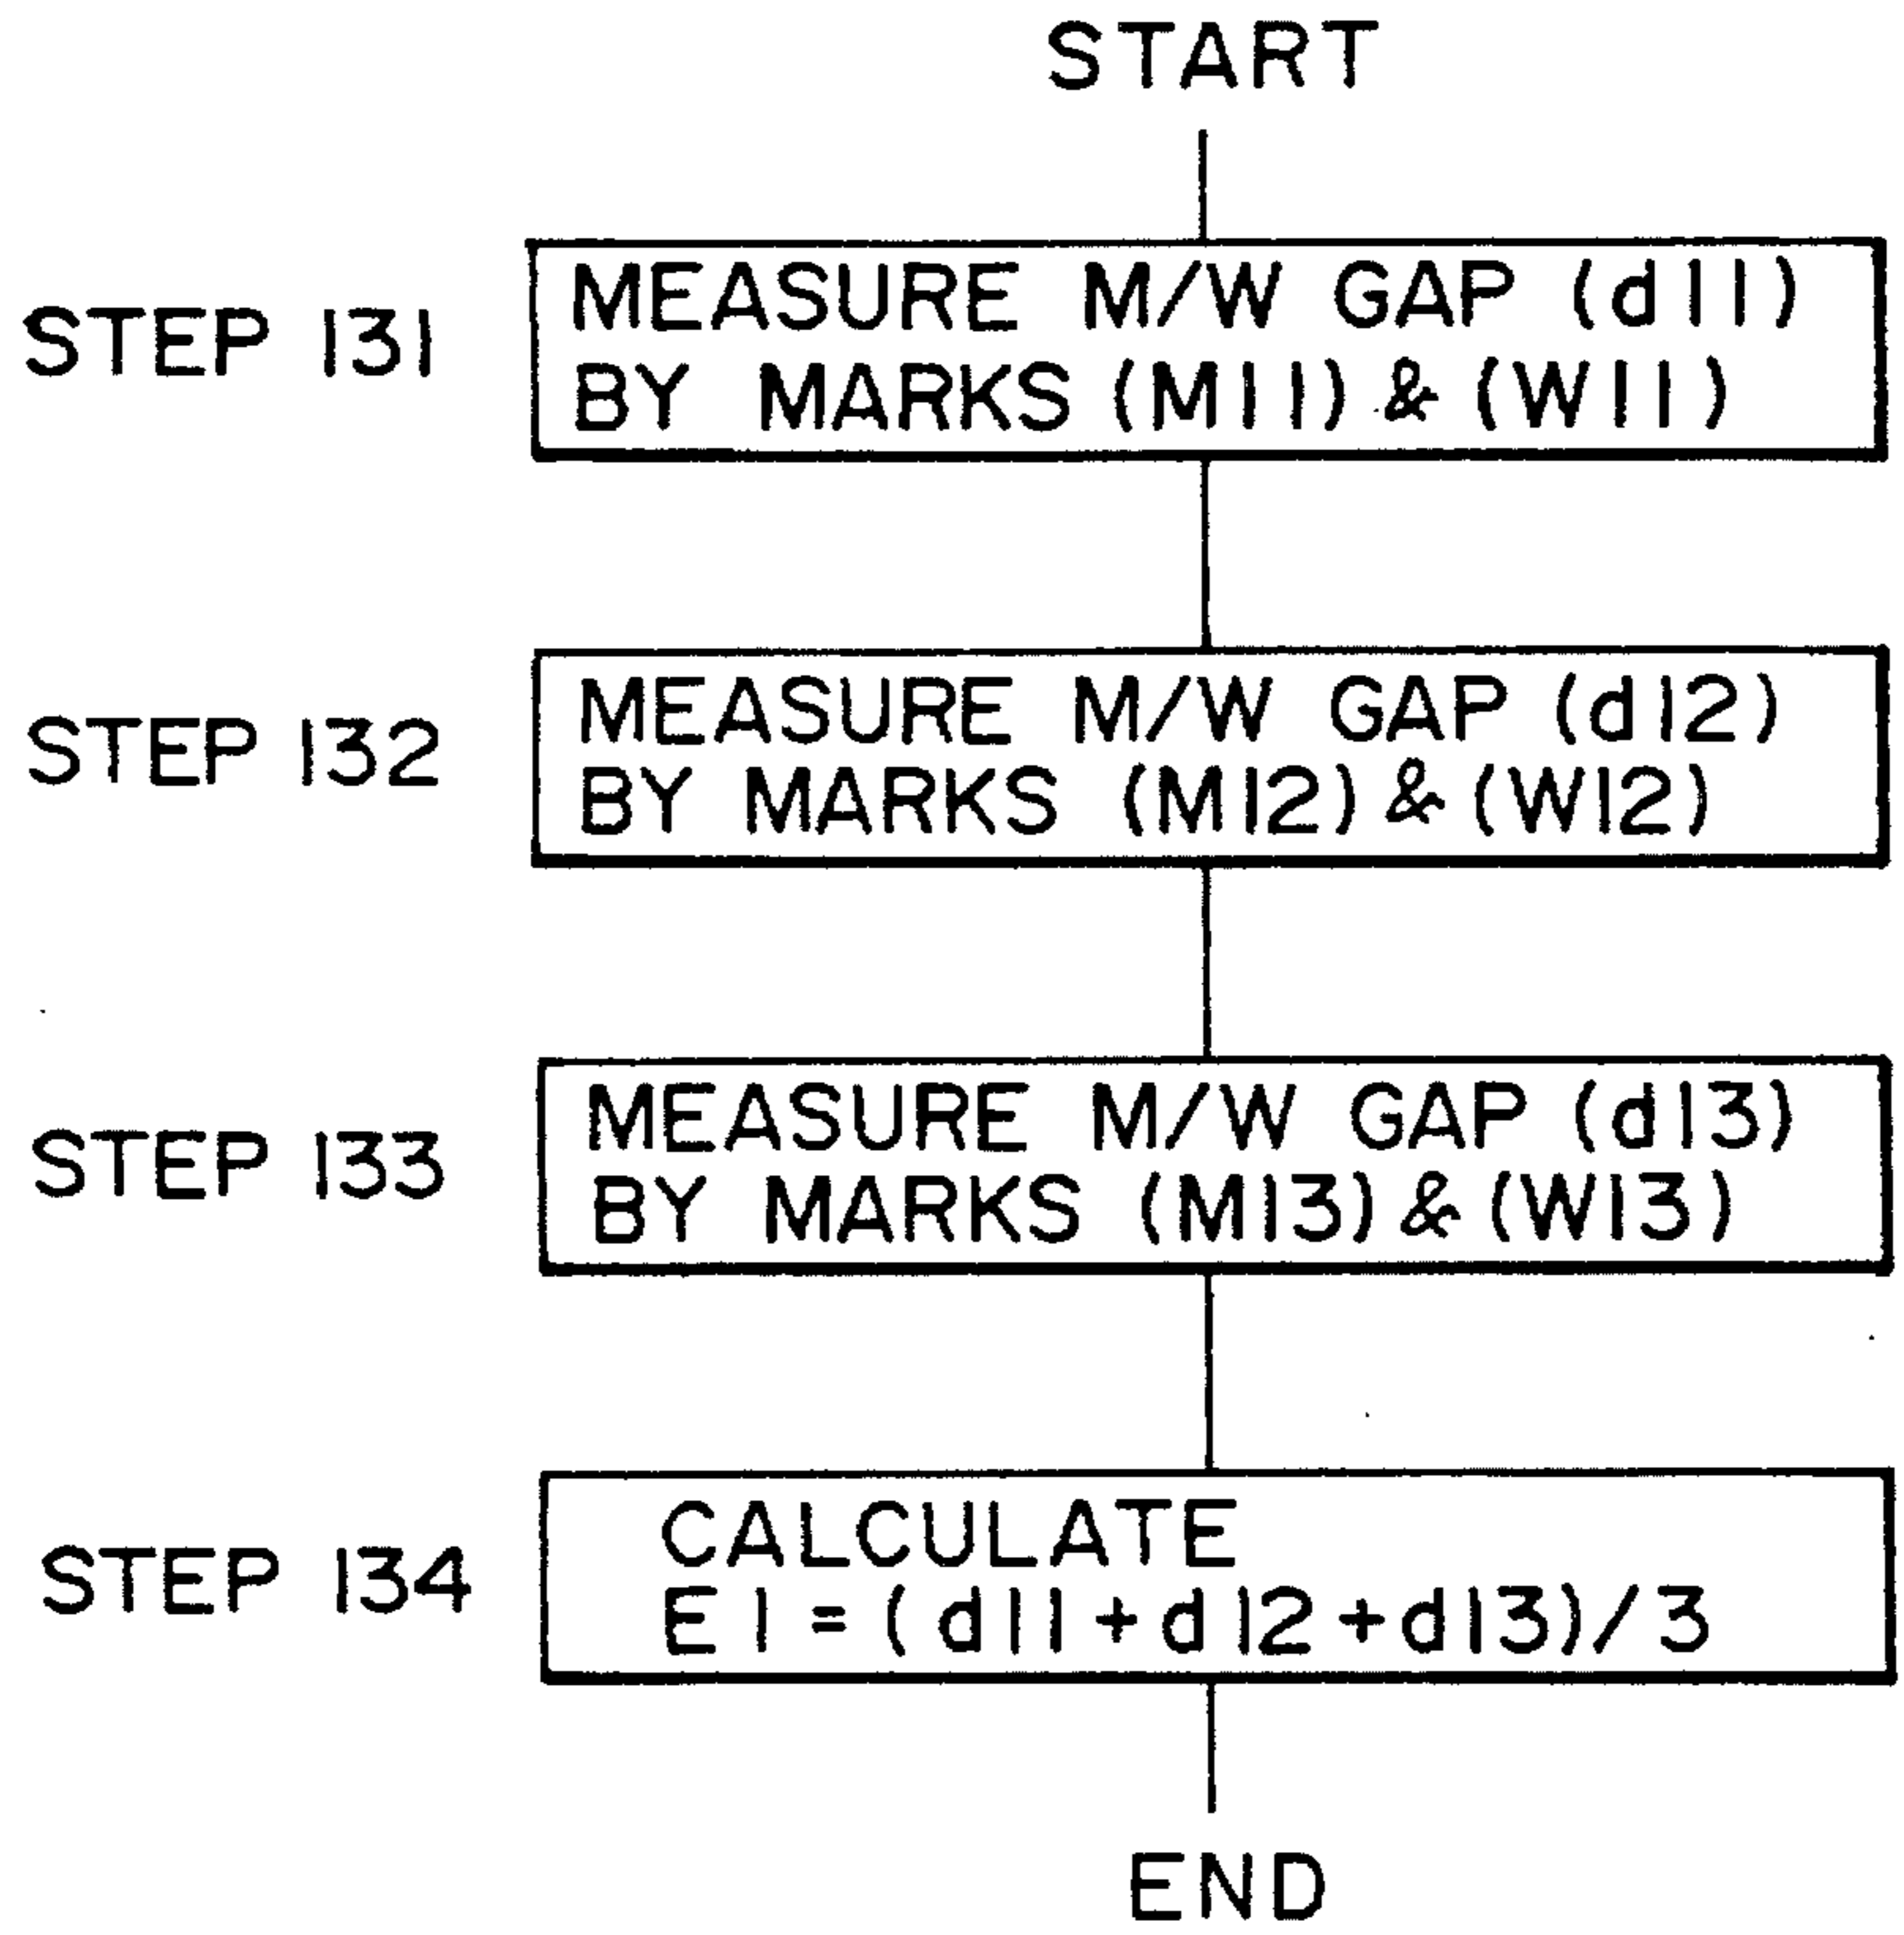 START
STEP 131
MEASURE M/W GAP (d11)
BY MARKS (M11) & (W11)
STEP 132
MEASURE M/W GAP (d12)
BY MARKS (M12) & (W12)
STEP 133
MEASURE M/W GAP (d13)
BY MARKS (M13) & (W13)
STEP 134
CALCULATE
E1 = (d11+d12+d13)/3
END